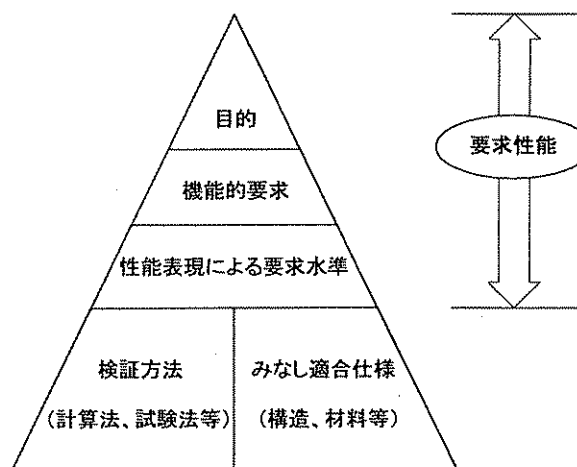 目的
要求性能
機能的要求
性能表現による要求水準
検証方法
(計算法、試験法等)
みなし適合仕様
(構造、材料等)